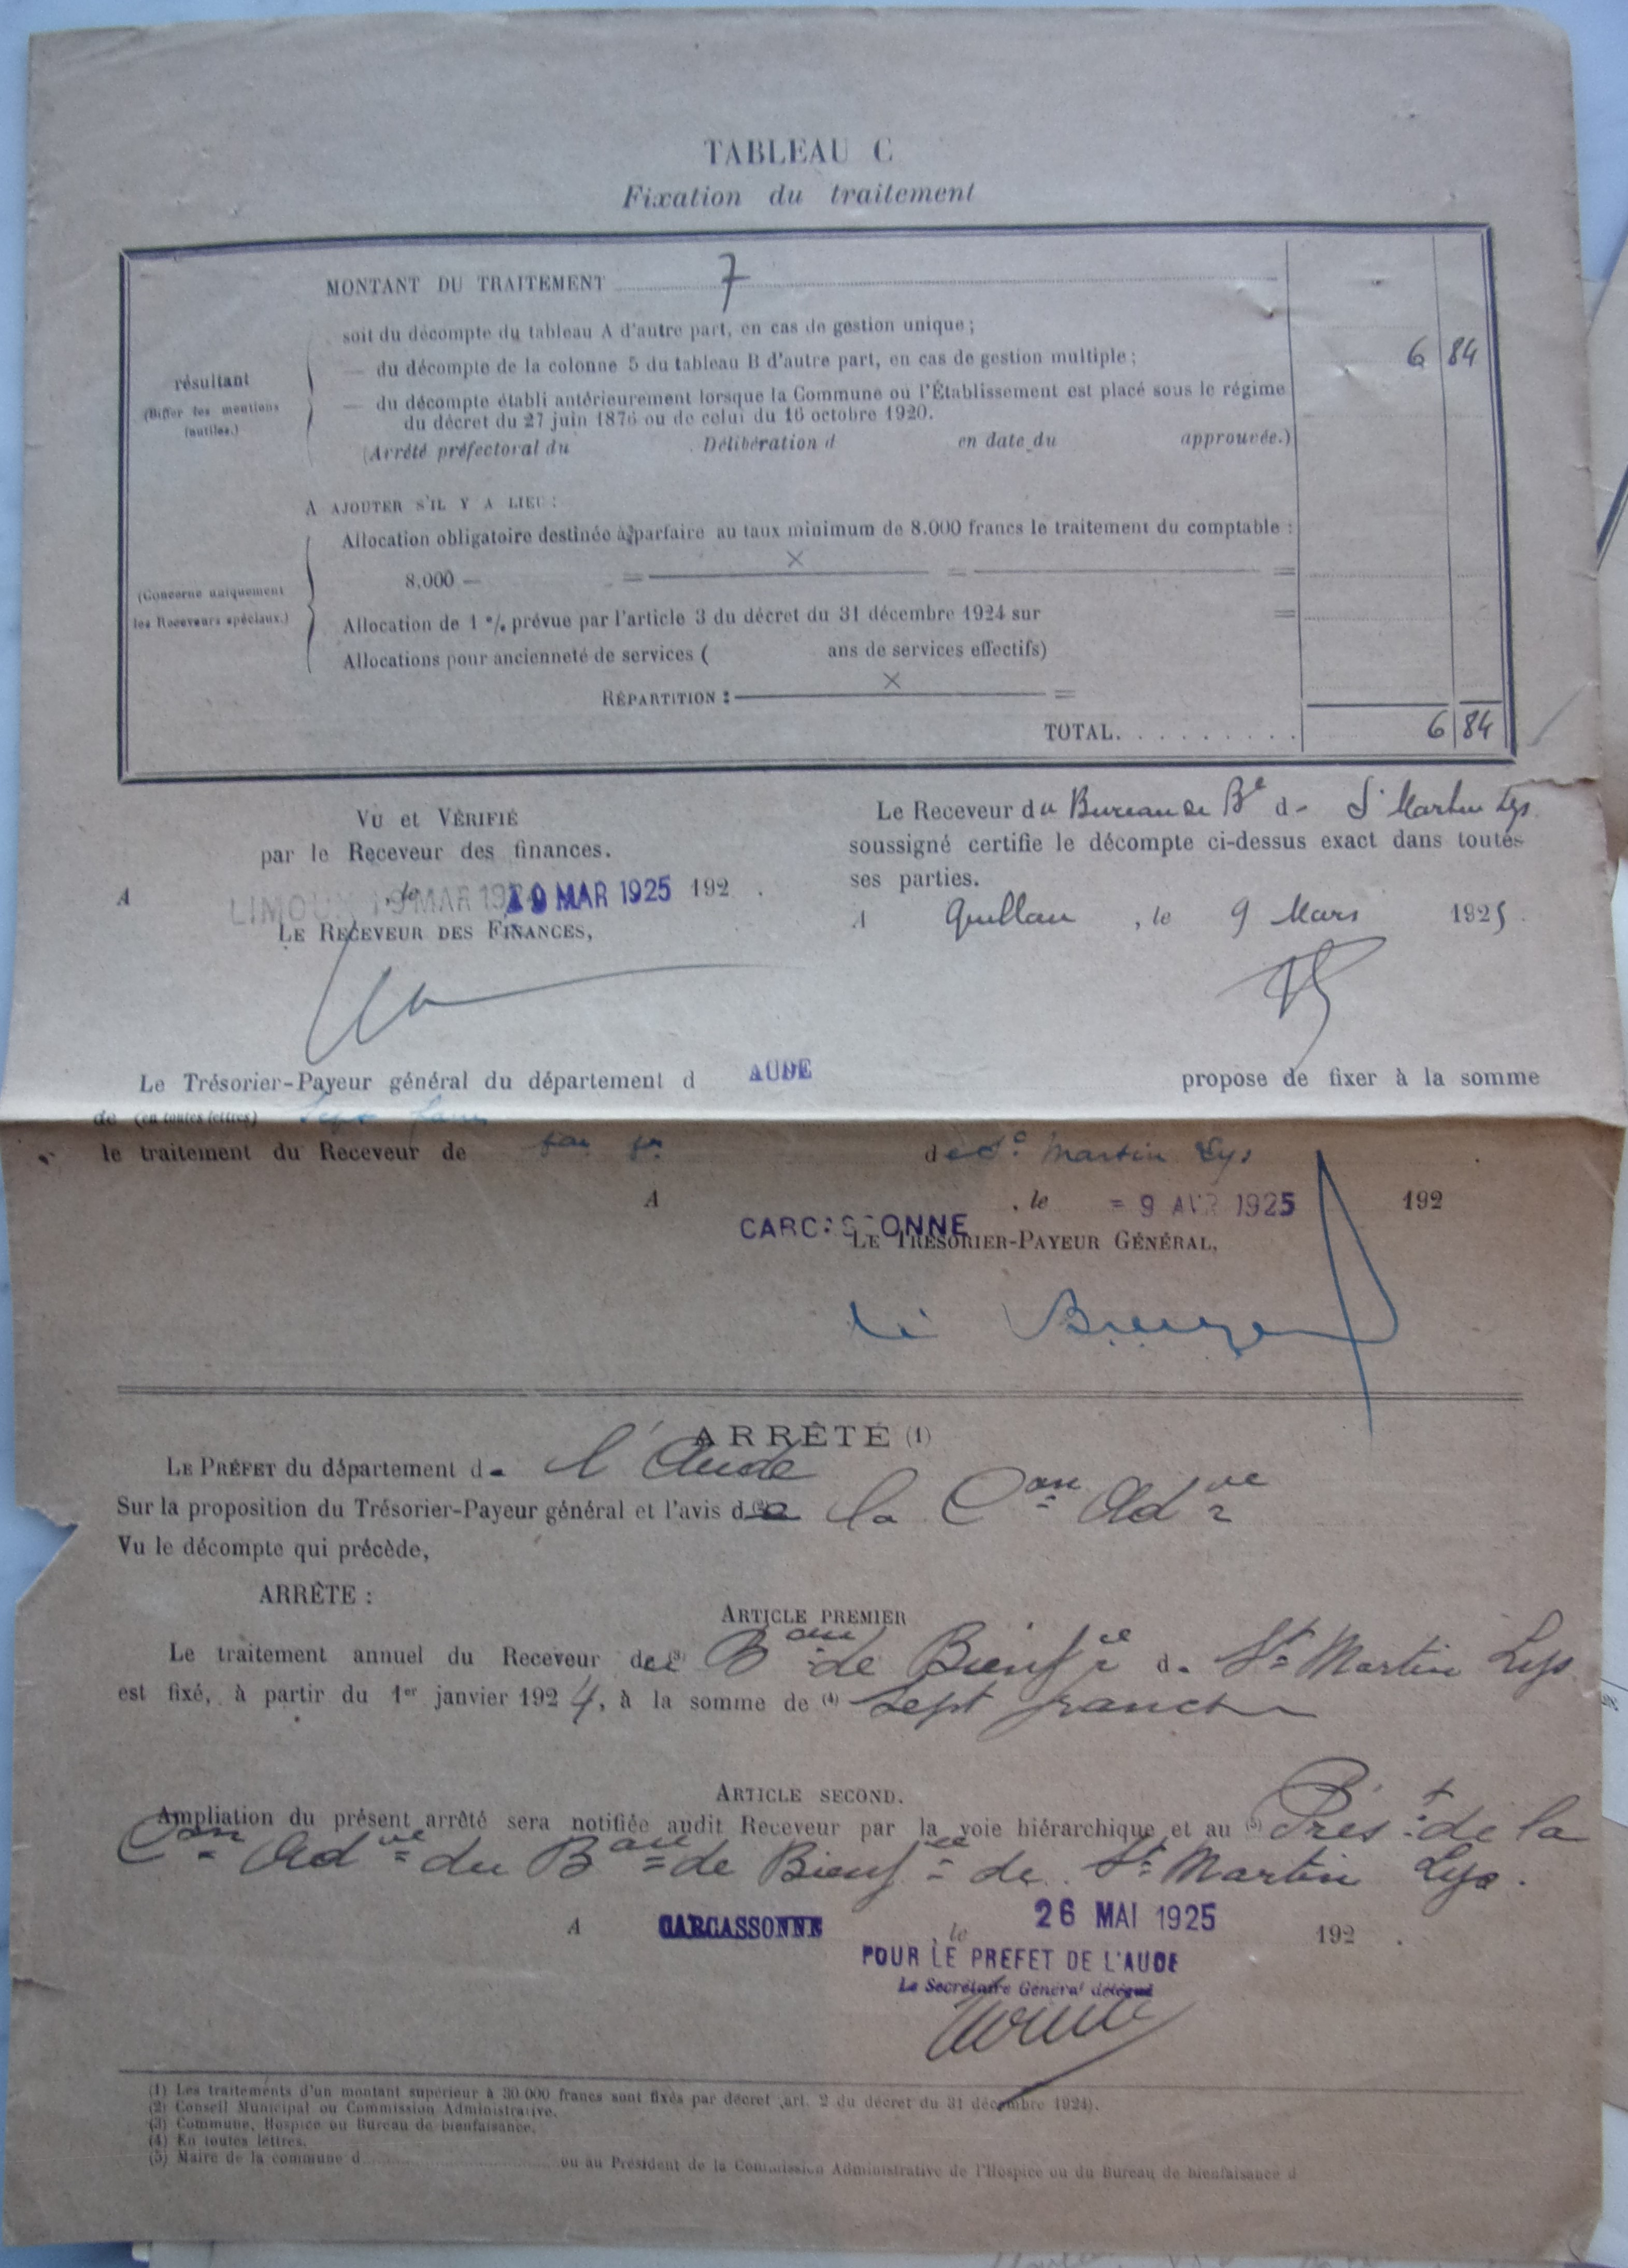 TABLEAU C
Fixation du traitement
MONTANT DU TRAITEMENT 7
soit du décompte du tableau A d'autre part, en cas de gestion unique;
— du décompte de la colonne 5 du tableau B d'autre part, en cas de gestion multiple; 6 84
résultant
(Biffer les mentions inutiles.)
— du décompte établi antérieurement lorsque la Commune ou l'Établissement est placé sous le régime
du décret du 27 juin 1876 ou de celui du 16 octobre 1920.
(Arrêté préfectoral du Délibération d en date du approuvée.)
A AJOUTER S'IL Y A LIEU :
Allocation obligatoire destinée à parfaire au taux minimum de 8.000 francs le traitement du comptable :
×
8.000 — = = =
(Concerne uniquement
les Receveurs spéciaux.)
Allocation de 1 % prévue par l'article 3 du décret du 31 décembre 1924 sur =
Allocations pour ancienneté de services ( ans de services effectifs)
×
RÉPARTITION : =
TOTAL. . . . . . . . . 6 84
VU et VÉRIFIÉ
par le Receveur des finances.
A LIMOUX , le 19 MAR 1925 192 .
LE RECEVEUR DES FINANCES,
Le Receveur du Bureau de Bce d- St Martin Lys
soussigné certifie le décompte ci-dessus exact dans toutes
ses parties.
A Quillan , le 9 Mars 1925 .
Le Trésorier-Payeur général du département d AUDE propose de fixer à la somme
de (en toutes lettres) Sept francs
le traitement du Receveur de de St Martin Lys
A CARCASSONNE , le = 9 AVR 1925 192
LE TRÉSORIER-PAYEUR GÉNÉRAL,
ARRÊTÉ (1)
LE PRÉFET du département de l'Aude
Sur la proposition du Trésorier-Payeur général et l'avis de (2) la Con Adve
Vu le décompte qui précède,
ARRÊTE :
ARTICLE PREMIER
Le traitement annuel du Receveur du (3) Bau de Bienfce de St Martin Lys
est fixé, à partir du 1er janvier 1924, à la somme de (4) Sept francs
ARTICLE SECOND.
Ampliation du présent arrêté sera notifiée audit Receveur par la voie hiérarchique et au (5) Prést de la
Con Adve du Bau de Bienfce de St Martin Lys.
A CARCASSONNE , le 26 MAI 1925 192 .
POUR LE PREFET DE L'AUDE
Le Secrétaire Général délégué
(1) Les traitements d'un montant supérieur à 30.000 francs sont fixés par décret (art. 2 du décret du 31 décembre 1924).
(2) Conseil Municipal ou Commission Administrative.
(3) Commune, Hospice ou Bureau de bienfaisance.
(4) En toutes lettres.
(5) Maire de la commune d ou au Président de la Commission Administrative de l'Hospice ou du Bureau de bienfaisance d